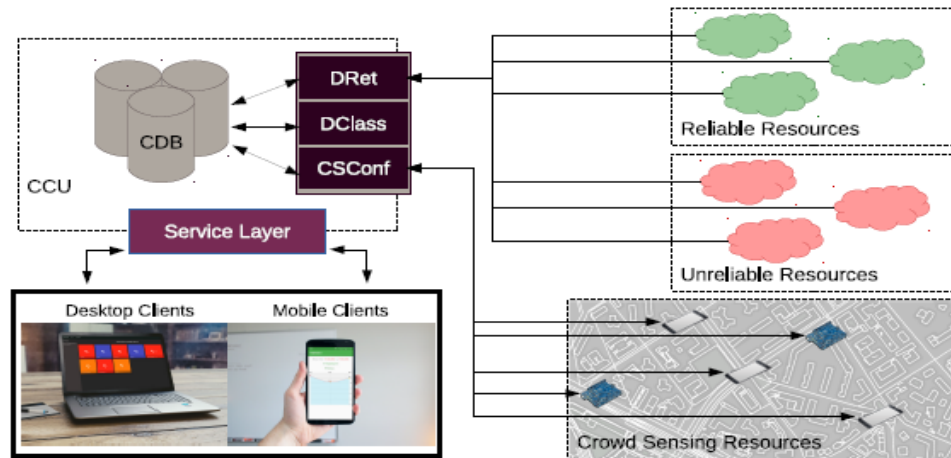 DRet
DClass
CSConf
CDB
CCU
Service Layer
Desktop Clients
Mobile Clients
Reliable Resources
Unreliable Resources
Crowd Sensing Resources